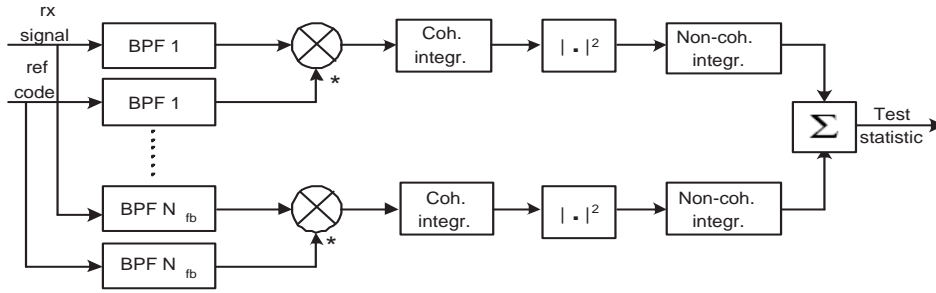 rx
signal
BPF 1
*
Coh.
integr.
| . |²
Non-coh.
integr.
ref
code
BPF 1
Σ
Test
statistic
BPF N fb
*
Coh.
integr.
| . |²
Non-coh.
integr.
BPF N fb